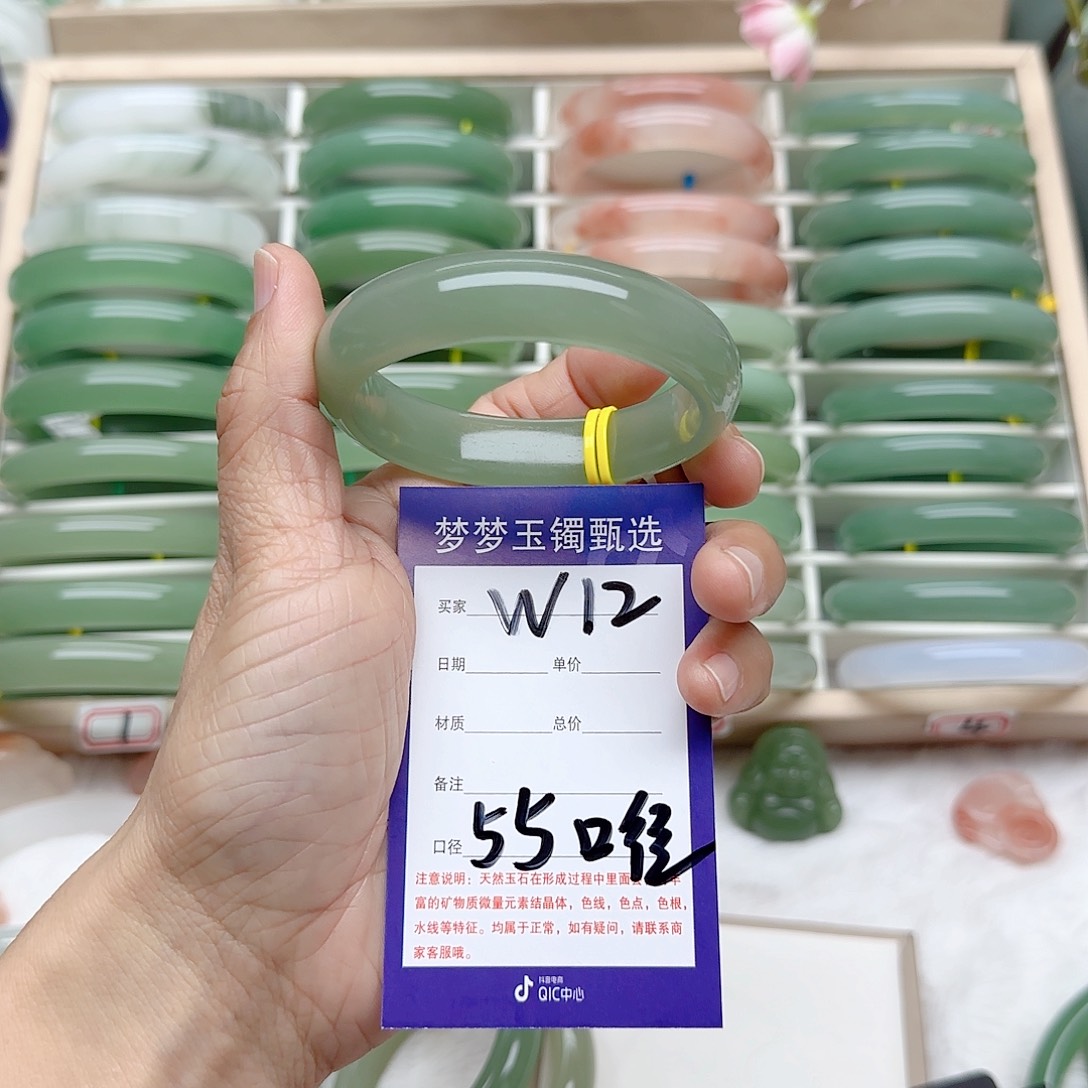 梦梦玉镯甄选
买家 W12
日期 单价
材质 总价
备注
口径 55口径
注意说明：天然玉石在形成过程中里面会
富的矿物质微量元素结晶体，色线，色点，色根，
水线等特征。均属于正常，如有疑问，请联系商
家客服哦。
抖音电商
QIC中心